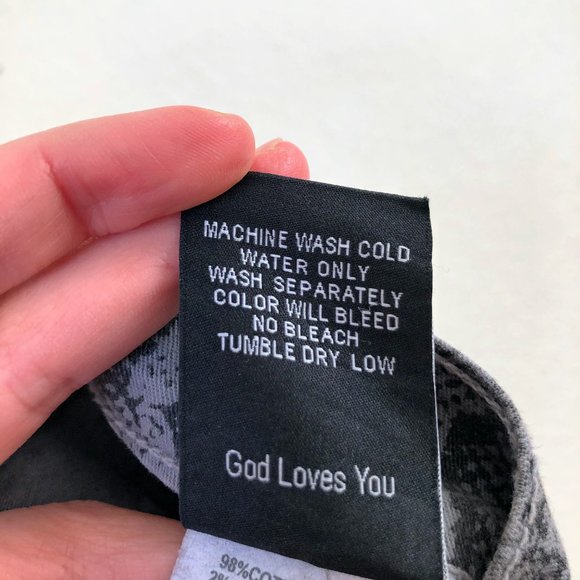 MACHINE WASH COLD
WATER ONLY
WASH SEPARATELY
COLOR WILL BLEED
NO BLEACH
TUMBLE DRY LOW
God Loves You